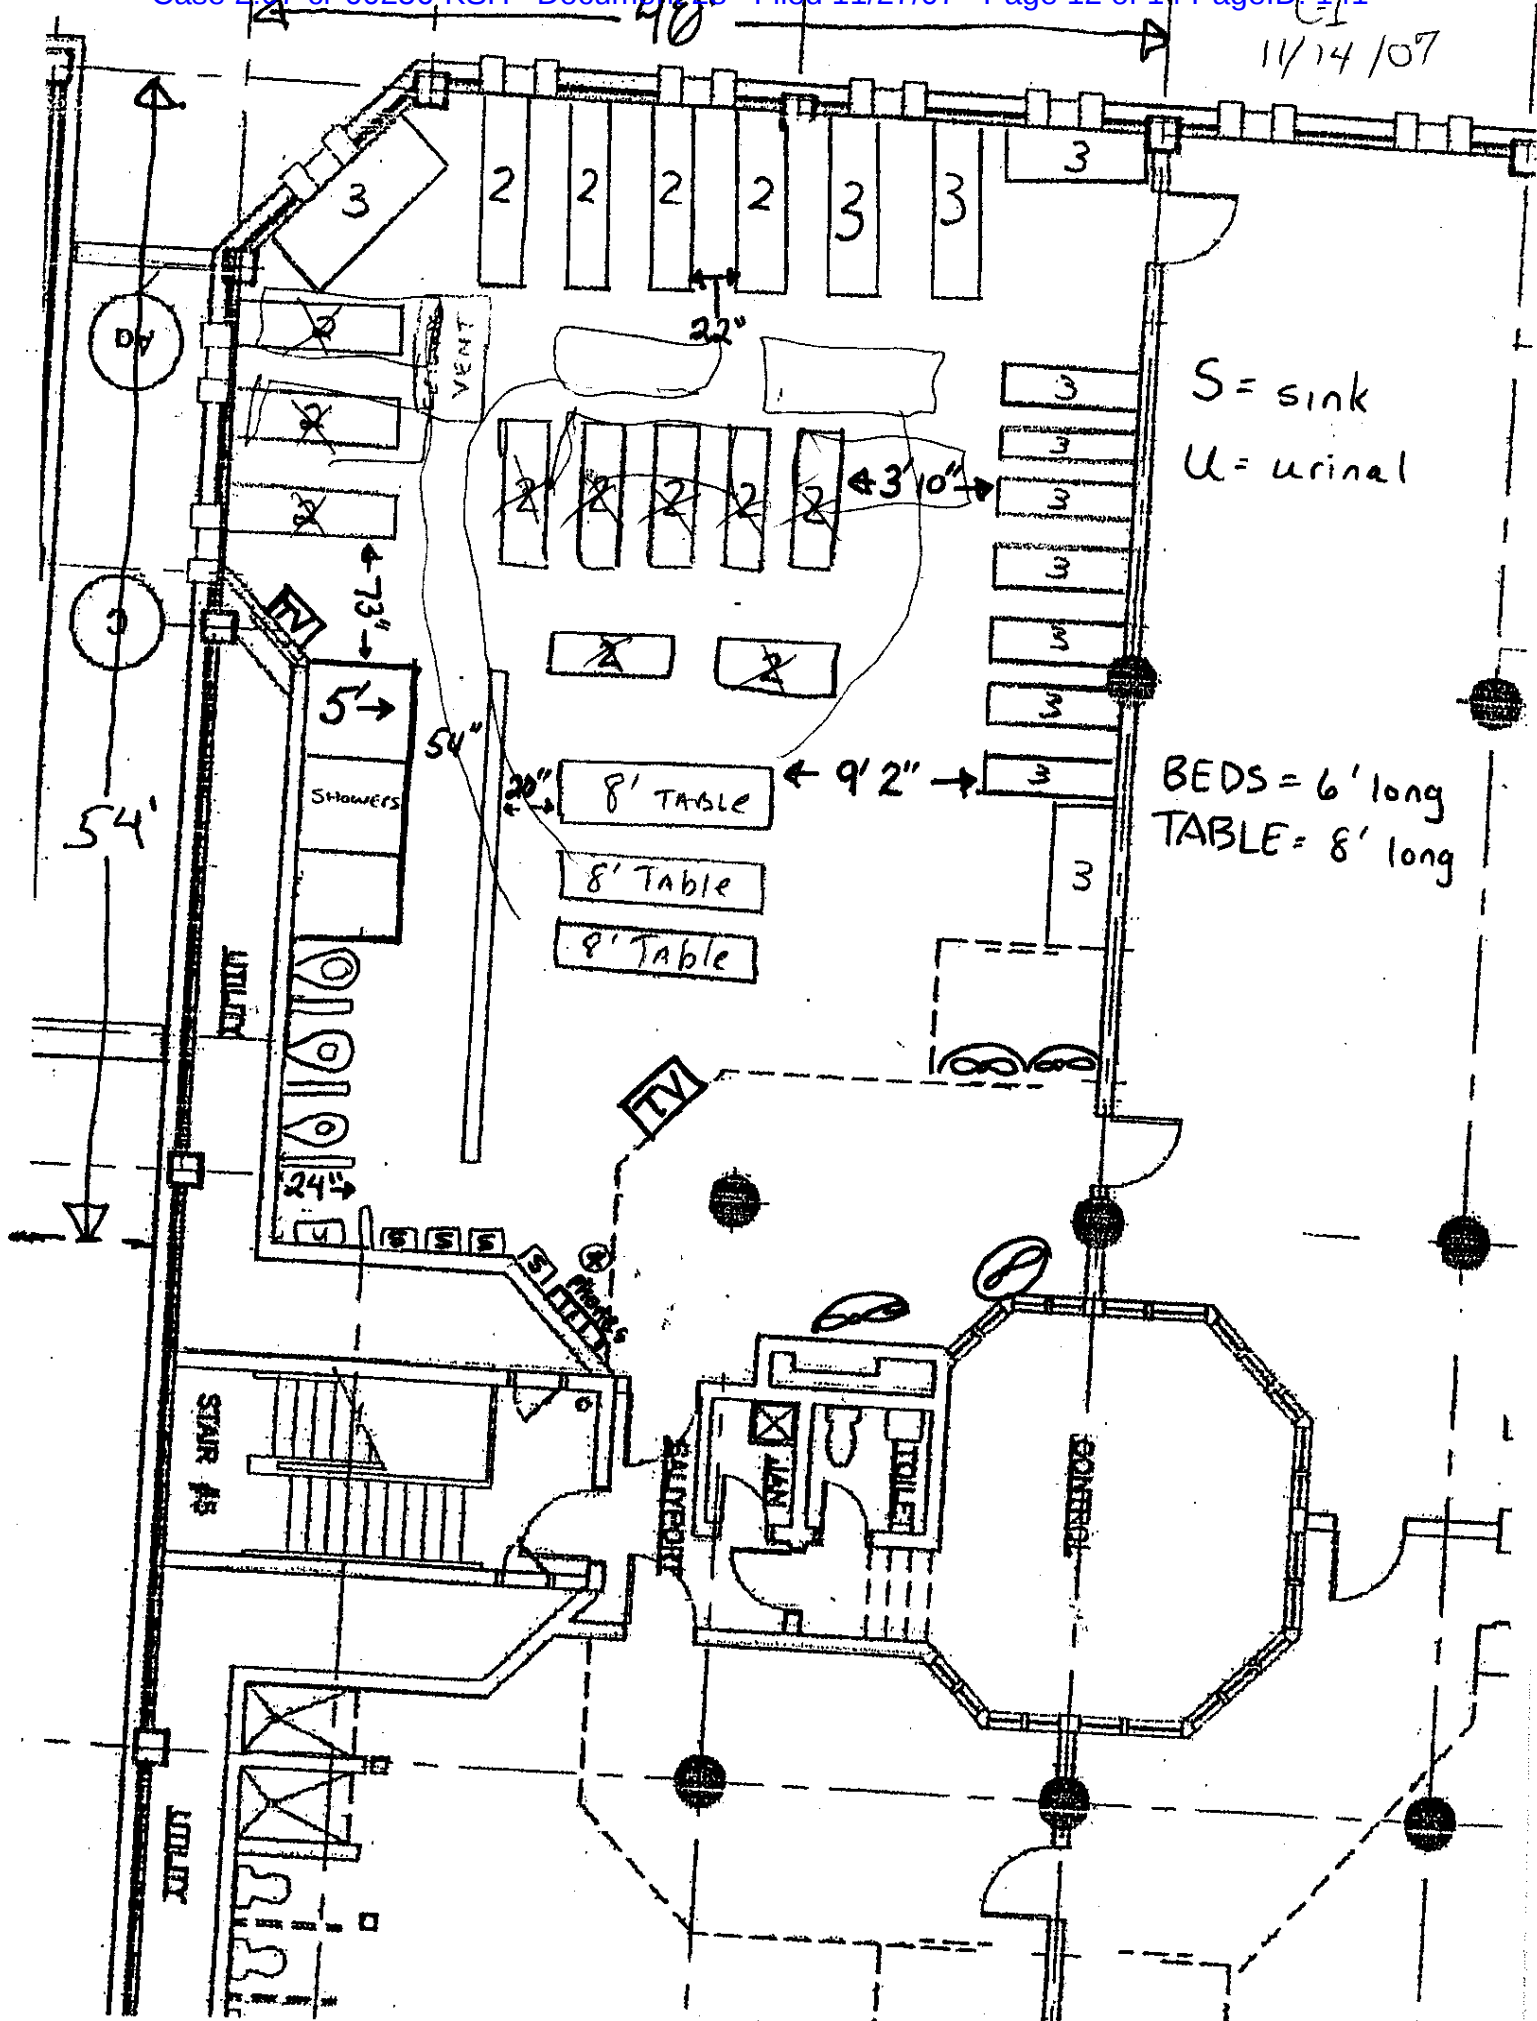 48
11/14/07
3
2
2
2
2
3
3
3
22"
AG
2
2
2
VENT
2
2
2
2
2
3'10"
3
3
3
3
3
3
3
S = sink
U = urinal
TV
73"
2
2
5'
SHOWERS
54"
20"
8' TABLE
9' 2"
8' Table
8' Table
BEDS = 6' long
TABLE = 8' long
3
C
54'
UTILITY
TV
24"
U
S
S
S
S
Phones
STAIR #5
SALLYPORT
JAN
TOILET
CONTROL
UTILITY